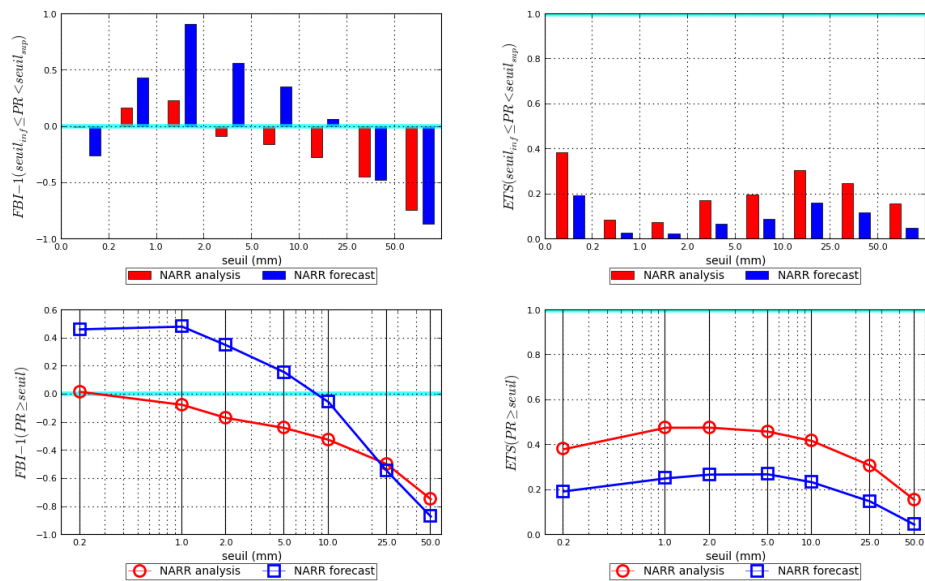 1.0
0.5
0.0
−0.5
−1.0
FBI−1(seuil_inf ≤PR<seuil_sup)
0.0 0.2 1.0 2.0 5.0 10.0 25.0 50.0
seuil (mm)
NARR analysis NARR forecast
1.0
0.8
0.6
0.4
0.2
0.0
ETS(seuil_inf ≤PR<seuil_sup)
0.0 0.2 1.0 2.0 5.0 10.0 25.0 50.0
seuil (mm)
NARR analysis NARR forecast
0.6
0.4
0.2
0.0
−0.2
−0.4
−0.6
−0.8
−1.0
FBI−1(PR≥seuil)
0.2 1.0 2.0 5.0 10.0 25.0 50.0
seuil (mm)
NARR analysis NARR forecast
1.0
0.8
0.6
0.4
0.2
0.0
ETS(PR≥seuil)
0.2 1.0 2.0 5.0 10.0 25.0 50.0
seuil (mm)
NARR analysis NARR forecast